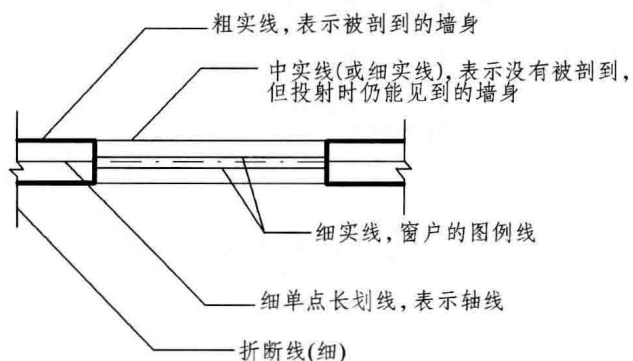 粗实线,表示被剖到的墙身
中实线(或细实线),表示没有被剖到,
但投射时仍能见到的墙身
细实线,窗户的图例线
细单点长划线,表示轴线
折断线(细)